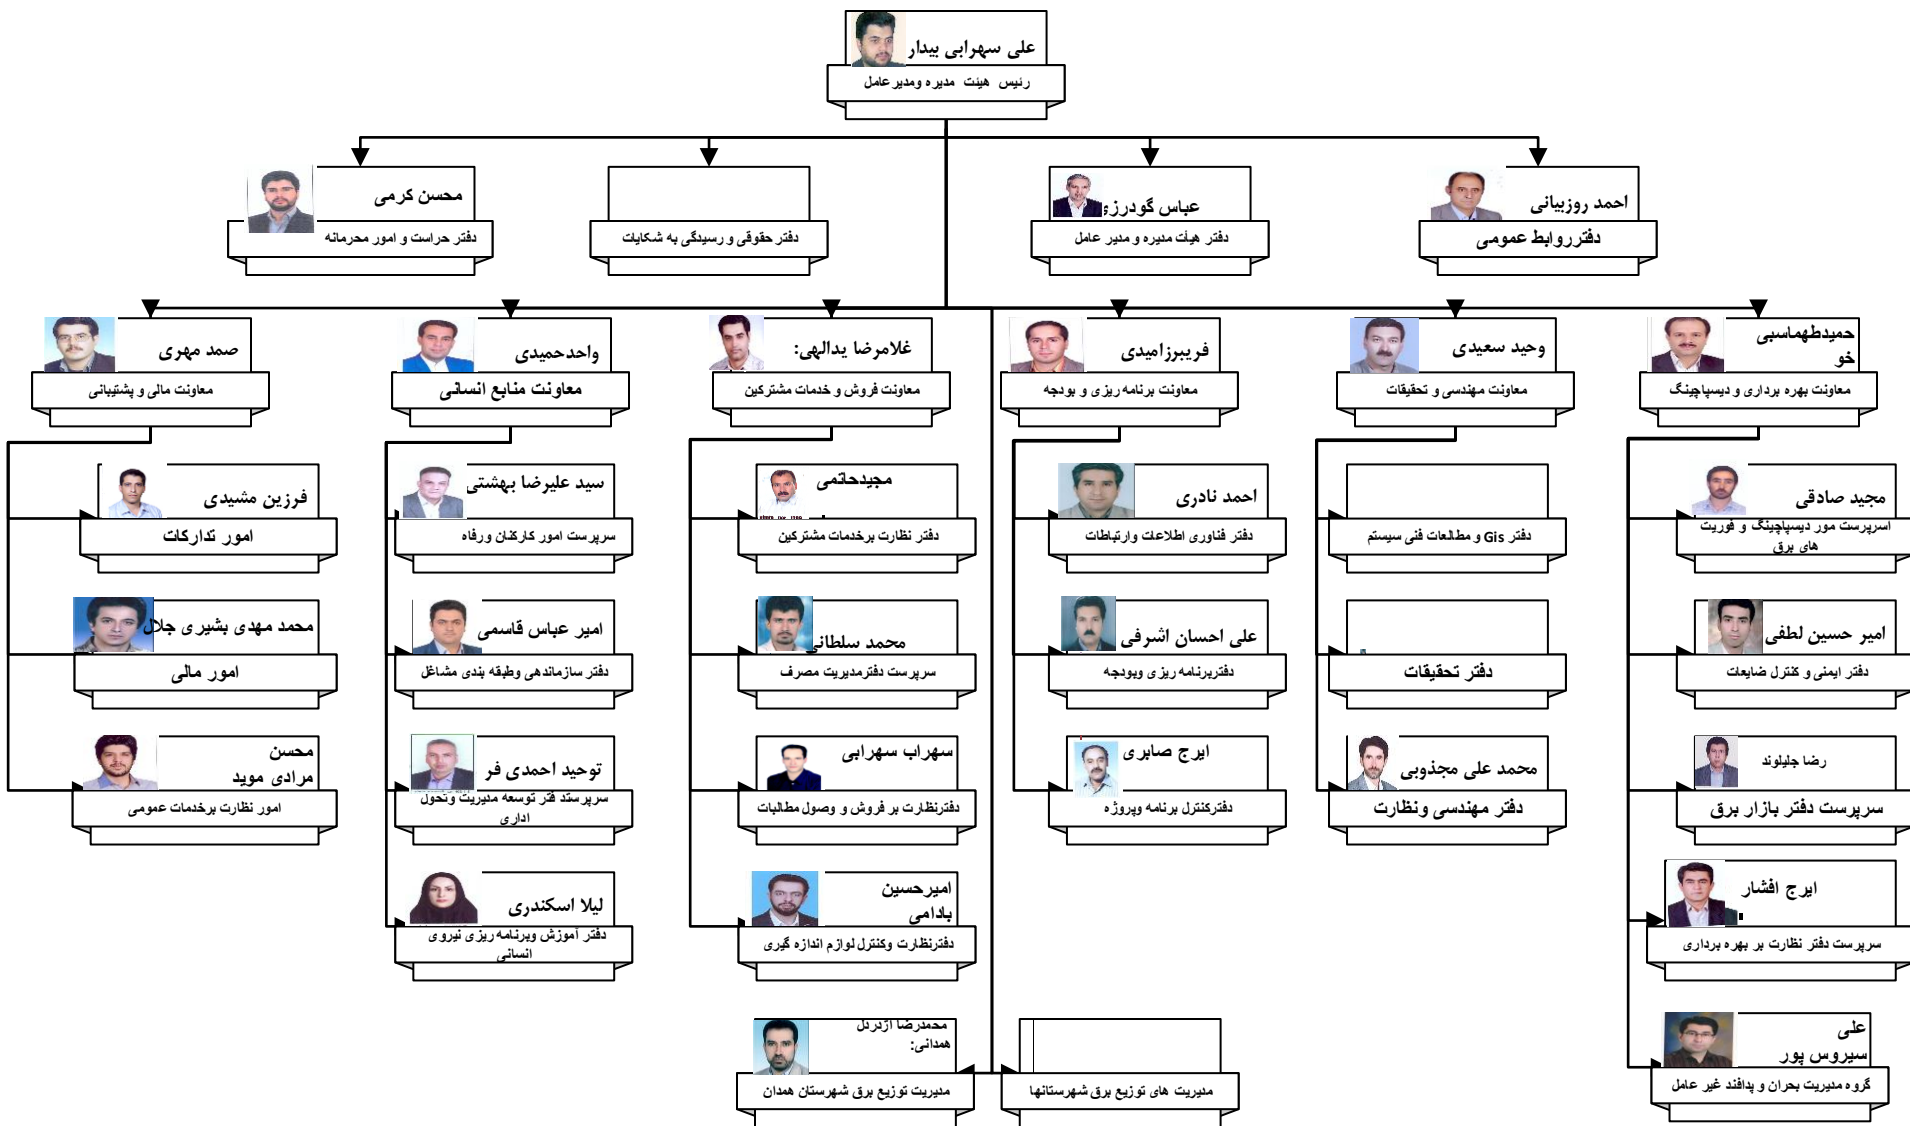 علی سهرابی بیدار
رئیس هیئت مدیره ومدیرعامل
احمد روزبیانی
دفترروابط عمومی
عباس گودرزی
دفتر هیأت مدیره و مدیر عامل
دفتر حقوقی و رسیدگی به شکایات
محسن کرمی
دفتر حراست و امور محرمانه
حمیدطهماسبی
خو
معاونت بهره برداری و دیسپاچینگ
وحید سعیدی
معاونت مهندسی و تحقیقات
فریبرزامیدی
معاونت برنامه ریزی و بودجه
غلامرضا یدالهی:
معاونت فروش و خدمات مشترکین
واحدحمیدی
معاونت منابع انسانی
صمد مهری
معاونت مالی و پشتیبانی
مجید صادقی
اسرپرست مور دیسپاچینگ و فوریت
های برق
احمد نادری
دفتر Gis و مطالعات فنی سیستم
دفتر فناوری اطلاعات وارتباطات
مجیدحاتمی
دفتر نظارت برخدمات مشترکین
سید علیرضا بهشتی
سرپرست امور کارکنان ورفاه
فرزین مشیدی
امور تدارکات
امیر حسین لطفی
دفتر ایمنی و کنترل ضایعات
دفتر تحقیقات
علی احسان اشرفی
دفتربرنامه ریزی وبودجه
محمد سلطانی
سرپرست دفترمدیریت مصرف
امیر عباس قاسمی
دفتر سازماندهی وطبقه بندی مشاغل
محمد مهدی بشیری جلال
امور مالی
رضا جلیلوند
سرپرست دفتر بازار برق
محمد علی مجذوبی
دفتر مهندسی ونظارت
ایرج صابری
دفترکنترل برنامه وپروژه
سهراب سهرابی
دفترنظارت بر فروش و وصول مطالبات
توحید احمدی فر
سرپرستد فتر توسعه مدیریت وتحول
اداری
محسن
مرادی موید
امور نظارت برخدمات عمومی
ایرج افشار
سرپرست دفتر نظارت بر بهره برداری
امیرحسین
بادامی
دفترنظارت وکنترل لوازم اندازه گیری
لیلا اسکندری
دفتر آموزش وبرنامه ریزی نیروی
انسانی
علی
سیروس پور
گروه مدیریت بحران و پدافند غیر عامل
مدیریت های توزیع برق شهرستانها
محمدرضا اژدردل
همدانی:
مدیریت توزیع برق شهرستان همدان